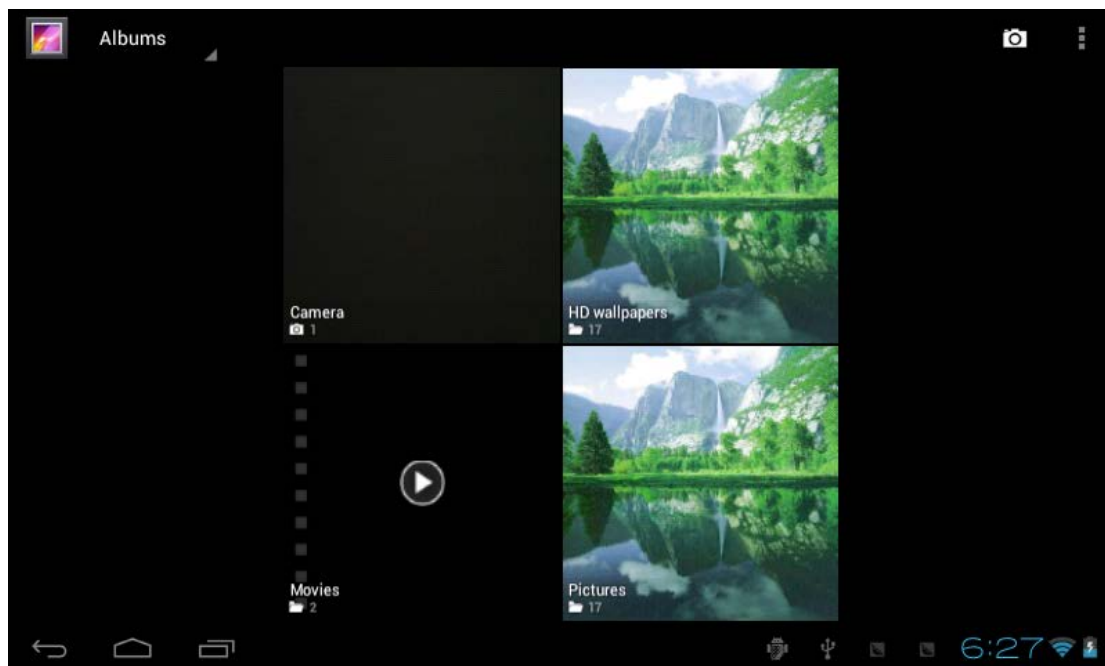 Albums
Camera
1
HD wallpapers
17
Movies
2
Pictures
17
6:27